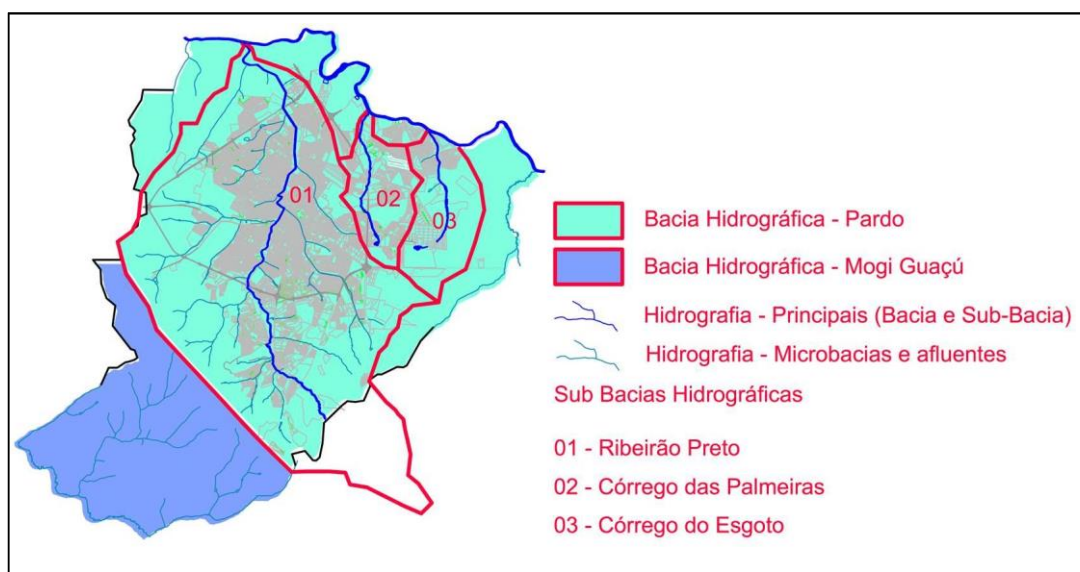 01
02
03
Bacia Hidrográfica - Pardo
Bacia Hidrográfica - Mogi Guaçú
Hidrografia - Principais (Bacia e Sub-Bacia)
Hidrografia - Microbacias e afluentes
Sub Bacias Hidrográficas
01 - Ribeirão Preto
02 - Córrego das Palmeiras
03 - Córrego do Esgoto